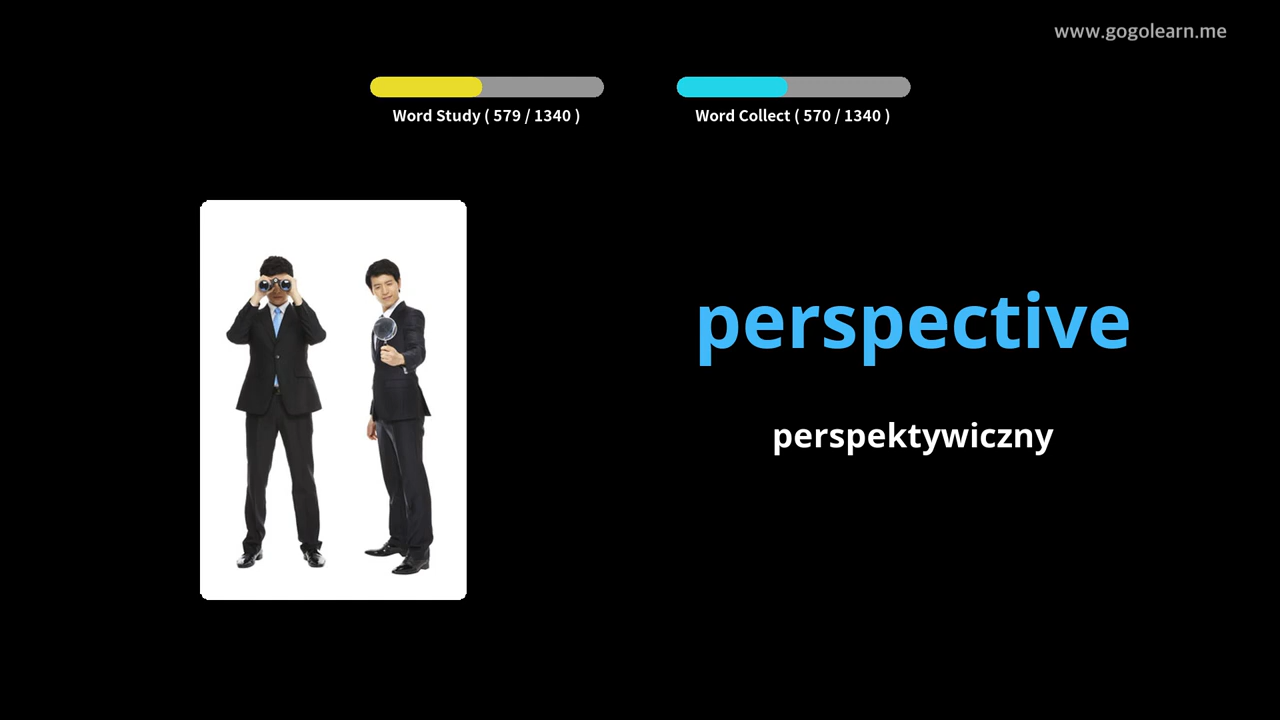 www.gogolearn.me
Word Study ( 579 / 1340 )
Word Collect ( 570 / 1340 )
perspective
perspektywiczny